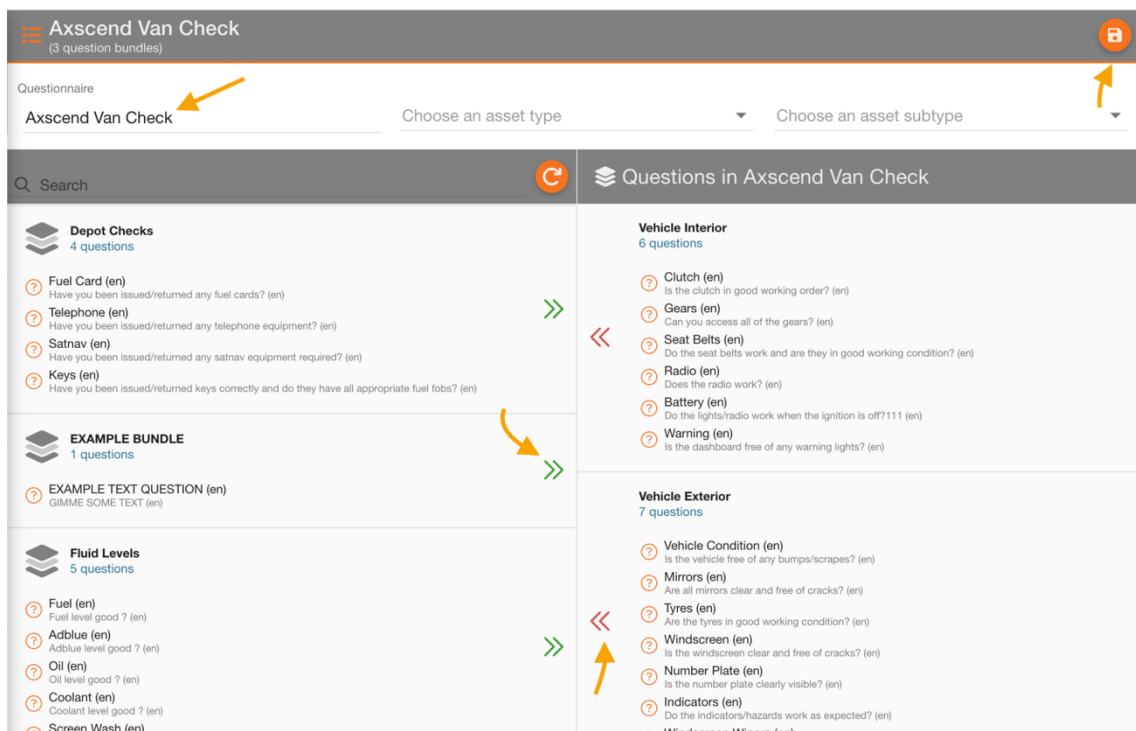 Axscend Van Check
(3 question bundles)
Questionnaire
Axscend Van Check
Choose an asset type
Choose an asset subtype
Search
Depot Checks
4 questions
Fuel Card (en)
Have you been issued/returned any fuel cards? (en)
Telephone (en)
Have you been issued/returned any telephone equipment? (en)
Satnav (en)
Have you been issued/returned any satnav equipment required? (en)
Keys (en)
Have you been issued/returned keys correctly and do they have all appropriate fuel fobs? (en)
EXAMPLE BUNDLE
1 questions
EXAMPLE TEXT QUESTION (en)
GIMME SOME TEXT (en)
Fluid Levels
5 questions
Fuel (en)
Fuel level good ? (en)
Adblue (en)
Adblue level good ? (en)
Oil (en)
Oil level good ? (en)
Coolant (en)
Coolant level good ? (en)
Screen Wash (en)
Questions in Axscend Van Check
Vehicle Interior
6 questions
Clutch (en)
Is the clutch in good working order? (en)
Gears (en)
Can you access all of the gears? (en)
Seat Belts (en)
Do the seat belts work and are they in good working condition? (en)
Radio (en)
Does the radio work? (en)
Battery (en)
Do the lights/radio work when the ignition is off?111 (en)
Warning (en)
Is the dashboard free of any warning lights? (en)
Vehicle Exterior
7 questions
Vehicle Condition (en)
Is the vehicle free of any bumps/scrapes? (en)
Mirrors (en)
Are all mirrors clear and free of cracks? (en)
Tyres (en)
Are the tyres in good working condition? (en)
Windscreen (en)
Is the windscreen clear and free of cracks? (en)
Number Plate (en)
Is the number plate clearly visible? (en)
Indicators (en)
Do the indicators/hazards work as expected? (en)
Windscreen Wipers (en)